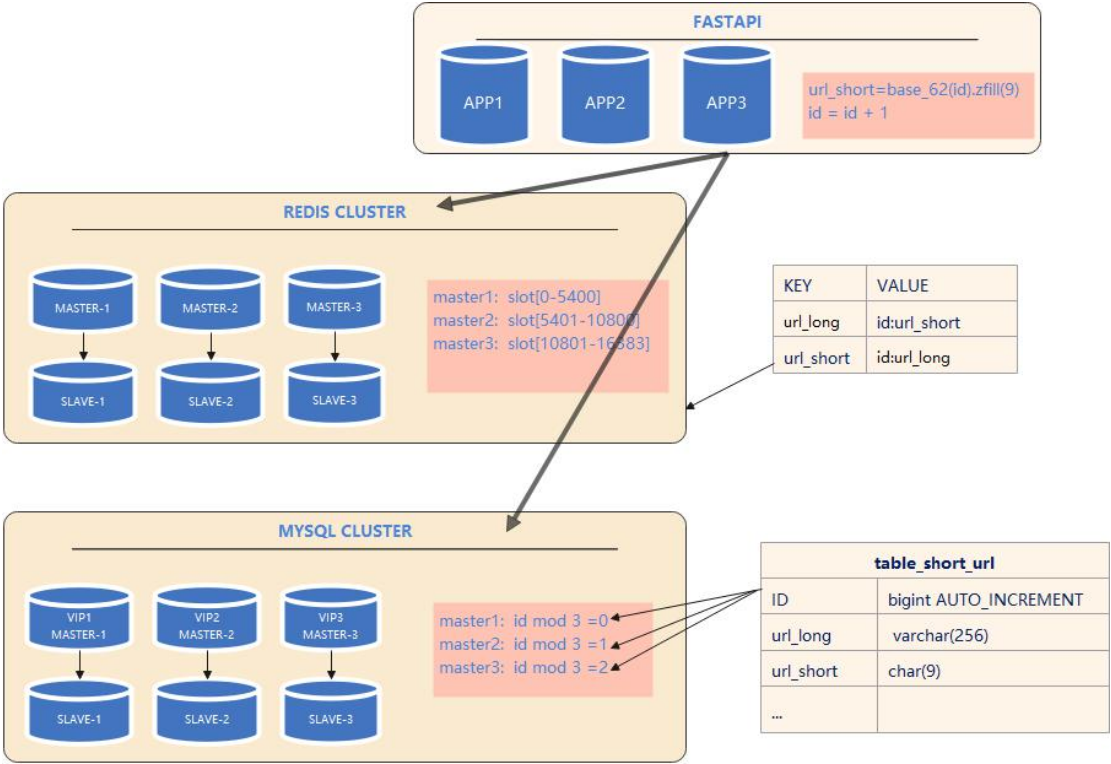 FASTAPI
APP1
APP2
APP3
url_short=base_62(id).zfill(9)
id = id + 1
REDIS CLUSTER
MASTER-1
MASTER-2
MASTER-3
SLAVE-1
SLAVE-2
SLAVE-3
master1: slot[0-5400]
master2: slot[5401-10800]
master3: slot[10801-16383]
KEY VALUE
url_long id:url_short
url_short id:url_long
MYSQL CLUSTER
VIP1
MASTER-1
VIP2
MASTER-2
VIP3
MASTER-3
SLAVE-1
SLAVE-2
SLAVE-3
master1: id mod 3 =0
master2: id mod 3 =1
master3: id mod 3 =2
table_short_url
ID bigint AUTO_INCREMENT
url_long varchar(256)
url_short char(9)
...